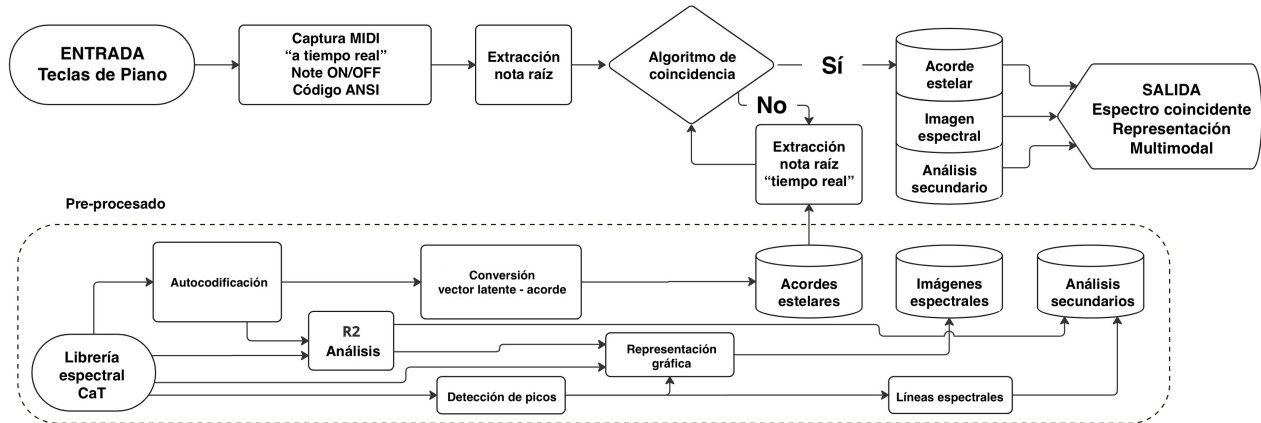 ENTRADA
Teclas de Piano
Captura MIDI
“a tiempo real”
Note ON/OFF
Código ANSI
Extracción
nota raíz
Algoritmo de
coincidencia
Sí
No
Extracción
nota raíz
“tiempo real”
Acorde
estelar
Imagen
espectral
Análisis
secundario
SALIDA
Espectro coincidente
Representación
Multimodal
Pre-procesado
Autocodificación
Conversión
vector latente - acorde
Acordes
estelares
Imágenes
espectrales
Análisis
secundarios
R2
Análisis
Librería
espectral
CaT
Representación
gráfica
Detección de picos
Líneas espectrales